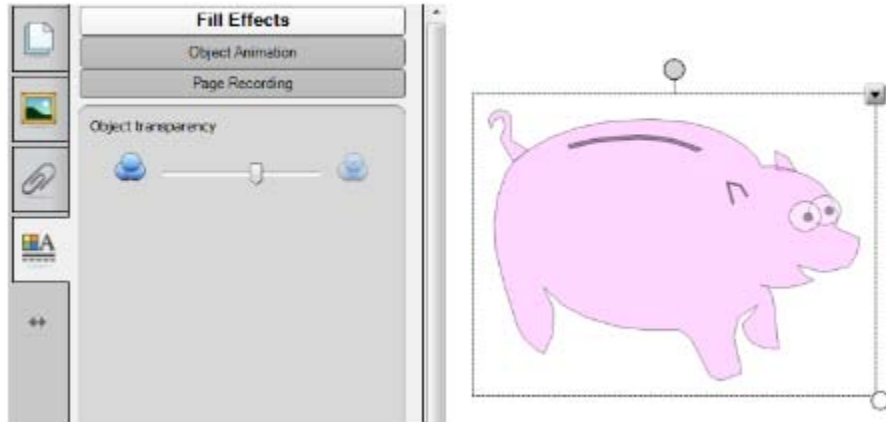 Fill Effects
Object Animation
Page Recording
Object transparency
A